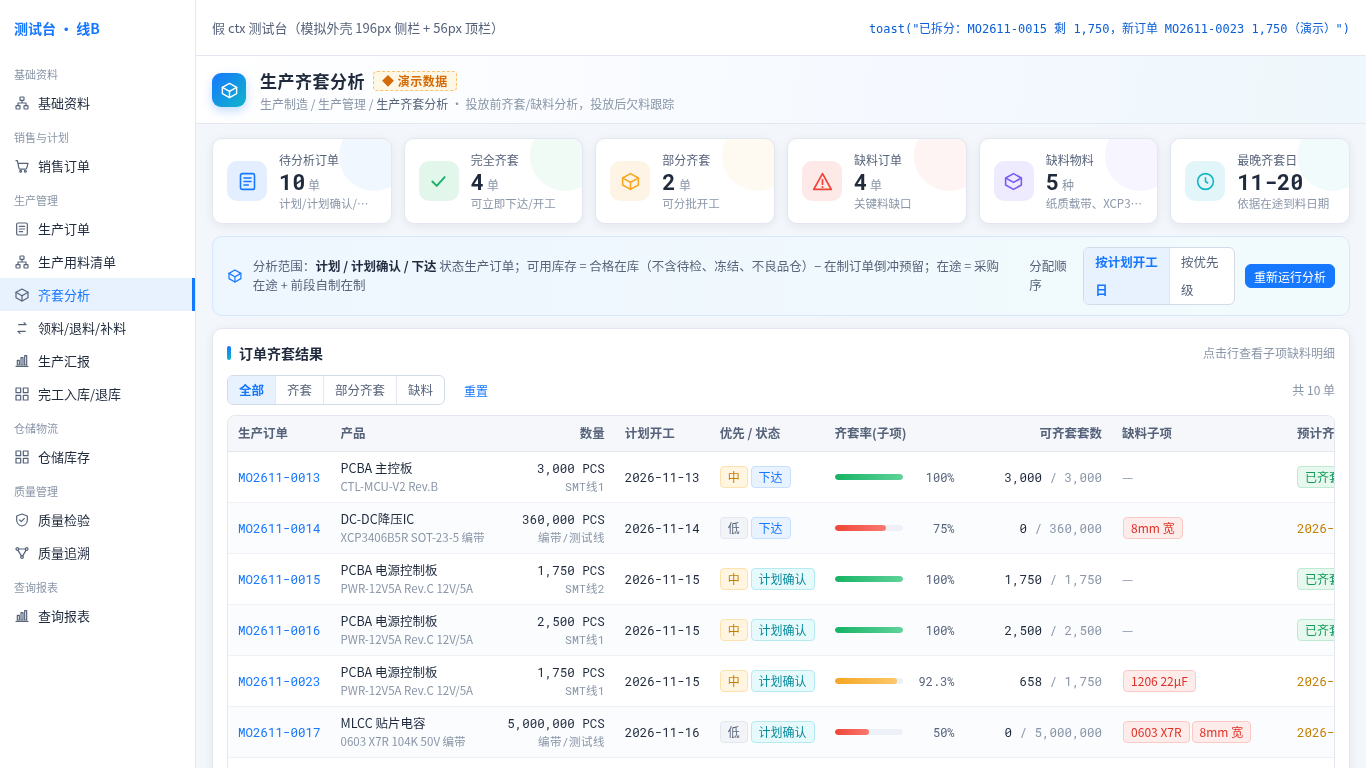 测试台 · 线B
假 ctx 测试台（模拟外壳 196px 侧栏 + 56px 顶栏）
toast("已拆分: MO2611-0015 剩 1,750，新订单 MO2611-0023 1,750（演示）")
基础资料
基础资料
销售与计划
销售订单
生产管理
生产订单
生产用料清单
齐套分析
领料/退料/补料
生产汇报
完工入库/退库
仓储物流
仓储库存
质量管理
质量检验
质量追溯
查询报表
查询报表
生产齐套分析
◆ 演示数据
生产制造 / 生产管理 / 生产齐套分析 · 投放前齐套/缺料分析，投放后欠料跟踪
待分析订单
10 单
计划/计划确认/…
完全齐套
4 单
可立即下达/开工
部分齐套
2 单
可分批开工
缺料订单
4 单
关键料缺口
缺料物料
5 种
纸质载带、XCP3…
最晚齐套日
11-20
依据在途到料日期
分析范围：计划 / 计划确认 / 下达 状态生产订单；可用库存 = 合格在库（不含待检、冻结、不良品仓）− 在制订单倒冲预留；在途 = 采购
在途 + 前段自制在制
分配顺
序
按计划开工
日
按优先
级
重新运行分析
订单齐套结果
点击行查看子项缺料明细
全部 齐套 部分齐套 缺料 重置
共 10 单
生产订单 产品 数量 计划开工 优先 / 状态 齐套率(子项) 可齐套套数 缺料子项 预计齐
MO2611-0013 PCBA 主控板 3,000 PCS 2026-11-13 中 下达 100% 3,000 / 3,000 — 已齐
CTL-MCU-V2 Rev.B SMT线1
MO2611-0014 DC-DC降压IC 360,000 PCS 2026-11-14 低 下达 75% 0 / 360,000 8mm 宽 2026-
XCP3406B5R SOT-23-5 编带 编带/测试线
MO2611-0015 PCBA 电源控制板 1,750 PCS 2026-11-15 中 计划确认 100% 1,750 / 1,750 — 已齐
PWR-12V5A Rev.C 12V/5A SMT线2
MO2611-0016 PCBA 电源控制板 2,500 PCS 2026-11-15 中 计划确认 100% 2,500 / 2,500 — 已齐
PWR-12V5A Rev.C 12V/5A SMT线1
MO2611-0023 PCBA 电源控制板 1,750 PCS 2026-11-15 中 计划确认 92.3% 658 / 1,750 1206 22μF 2026-
PWR-12V5A Rev.C 12V/5A SMT线1
MO2611-0017 MLCC 贴片电容 5,000,000 PCS 2026-11-16 低 计划确认 50% 0 / 5,000,000 0603 X7R 8mm 宽 2026-
0603 X7R 104K 50V 编带 编带/测试线